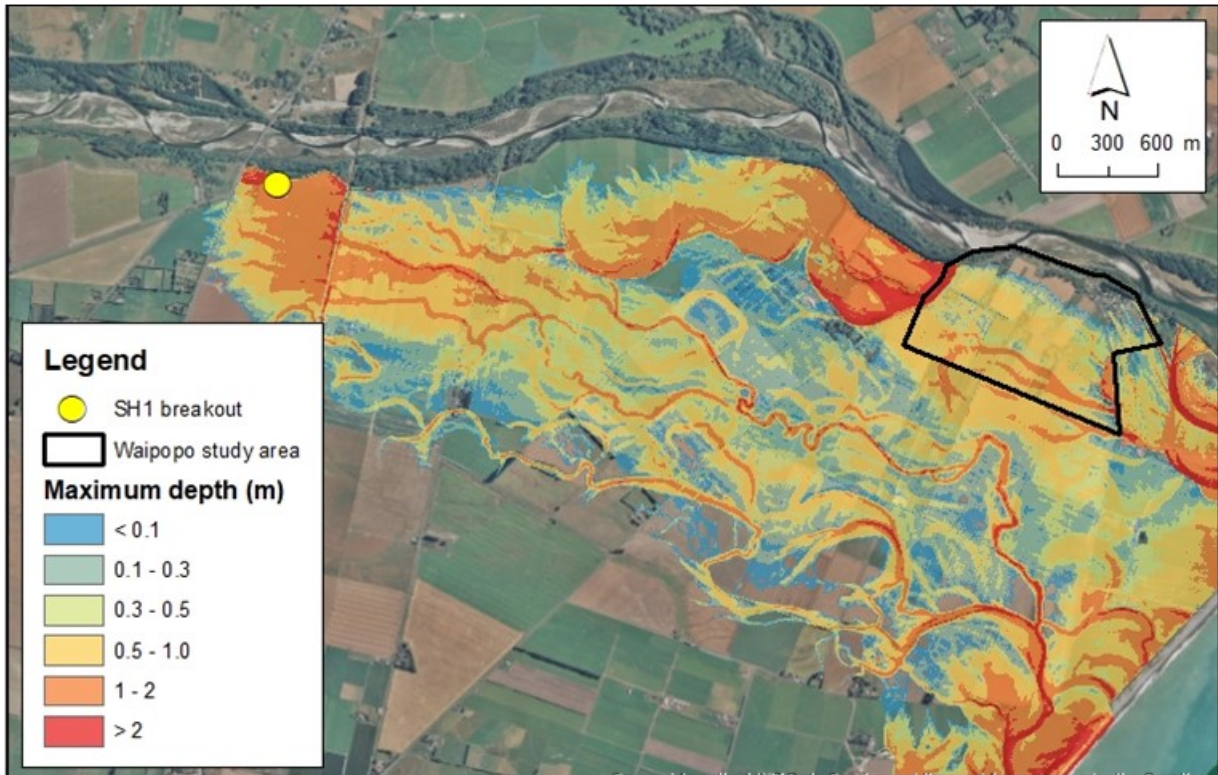 N
0 300 600 m
Legend
SH1 breakout
Waipopo study area
Maximum depth (m)
< 0.1
0.1 - 0.3
0.3 - 0.5
0.5 - 1.0
1 - 2
> 2